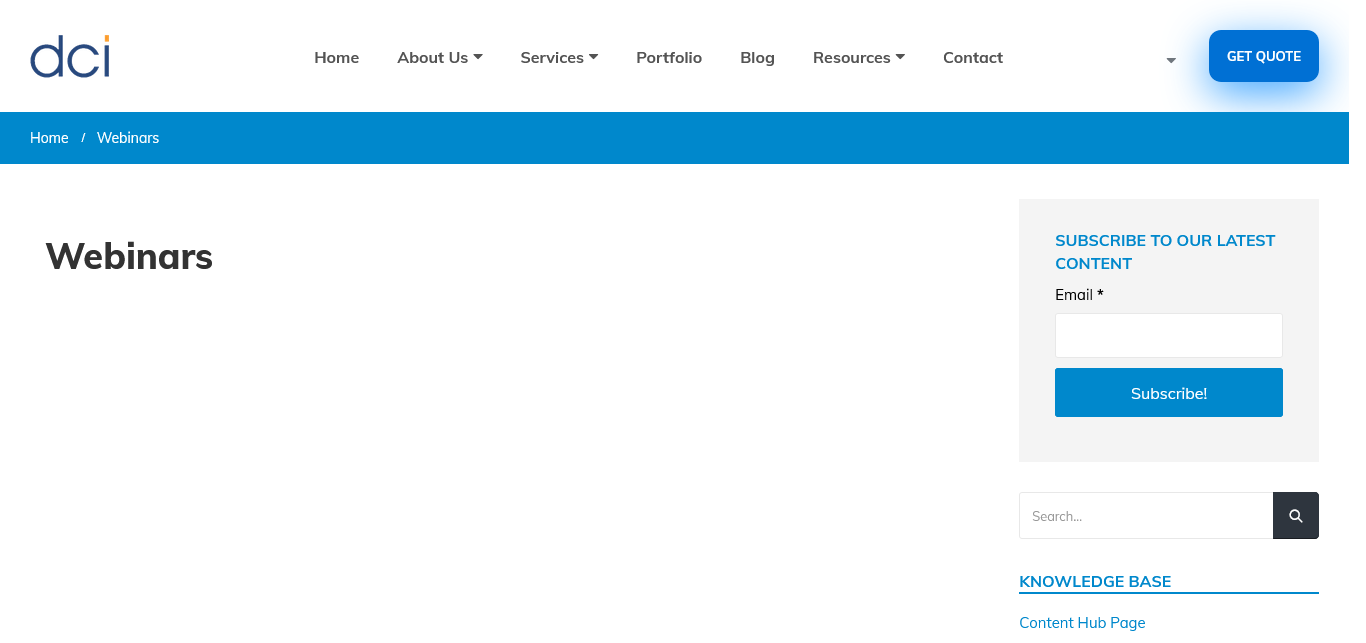 dci
Home About Us Services Portfolio Blog Resources Contact GET QUOTE
Home / Webinars
Webinars
SUBSCRIBE TO OUR LATEST
CONTENT
Email *
Subscribe!
Search...
KNOWLEDGE BASE
Content Hub Page